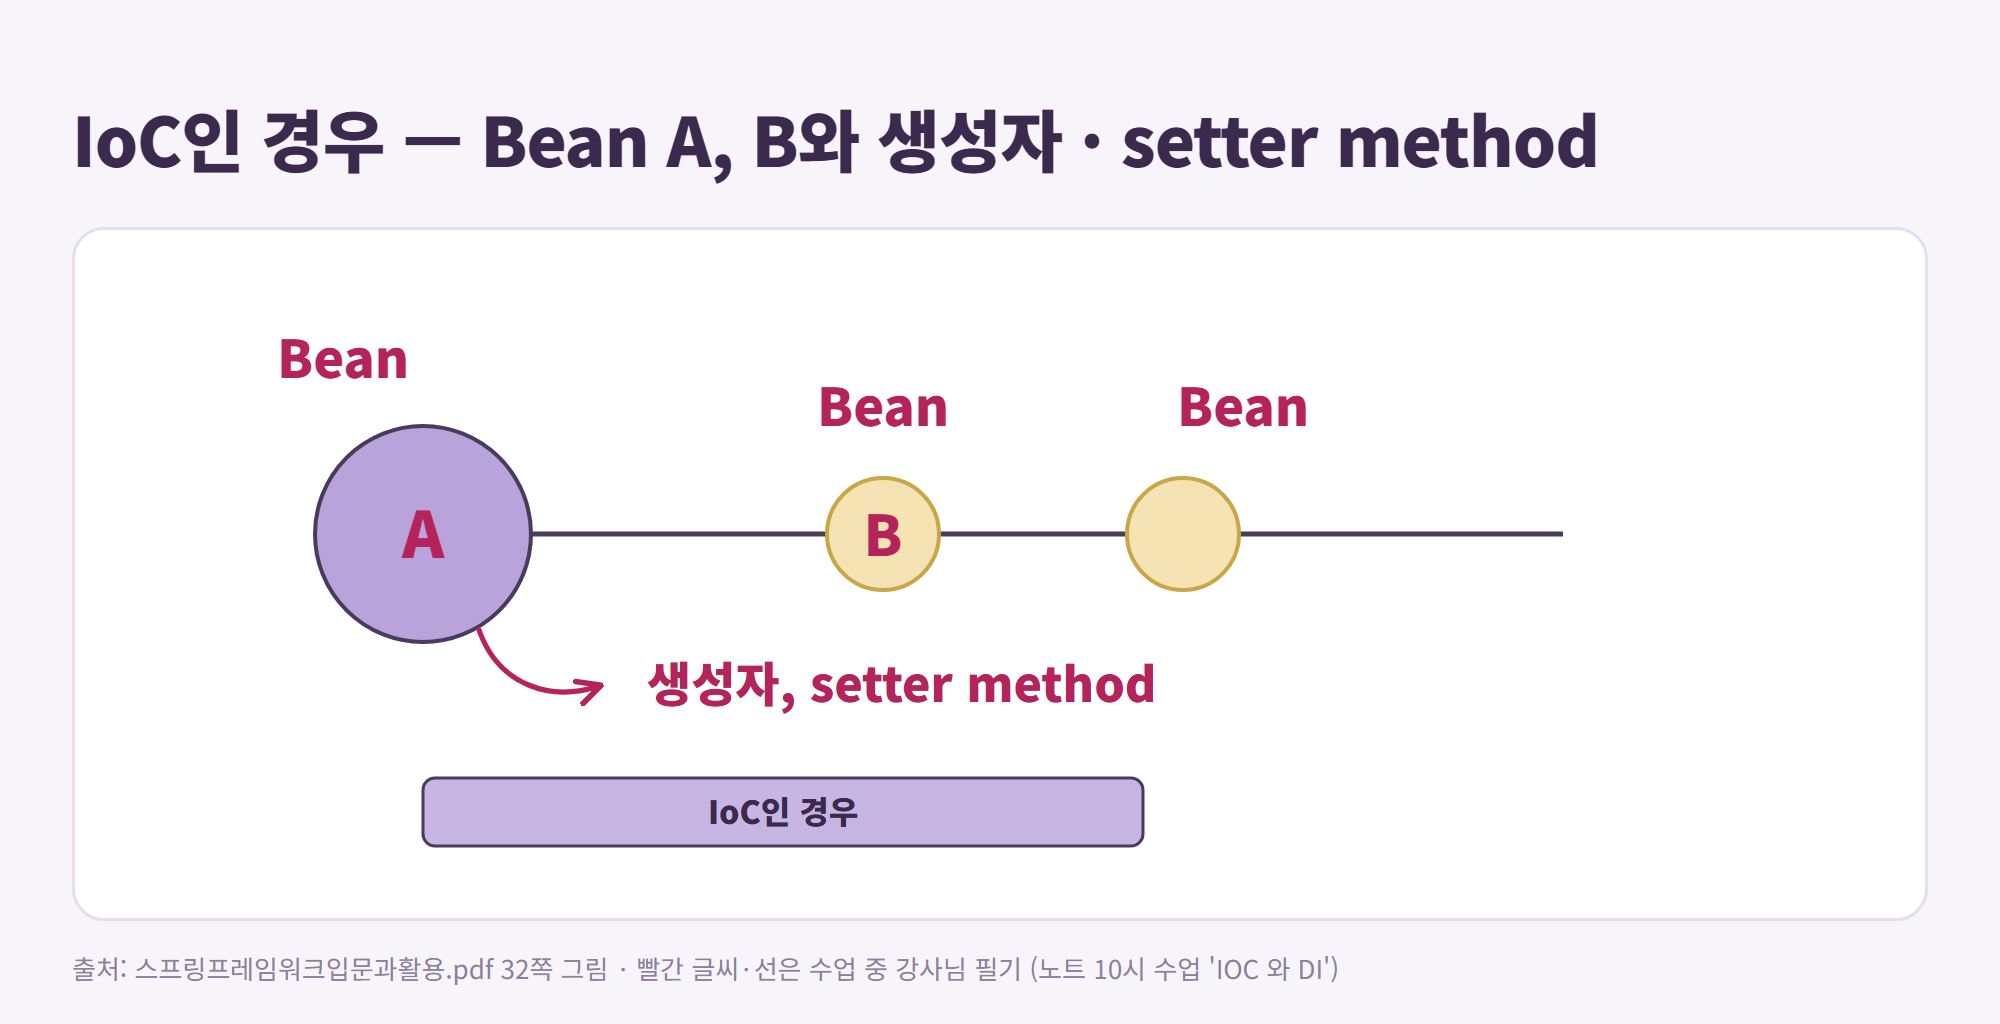 IoC인 경우 — Bean A, B와 생성자 · setter method
Bean
Bean
Bean
A
B
생성자, setter method
IoC인 경우
출처: 스프링프레임워크입문과활용.pdf 32쪽 그림 · 빨간 글씨·선은 수업 중 강사님 필기 (노트 10시 수업 'IOC 와 DI')